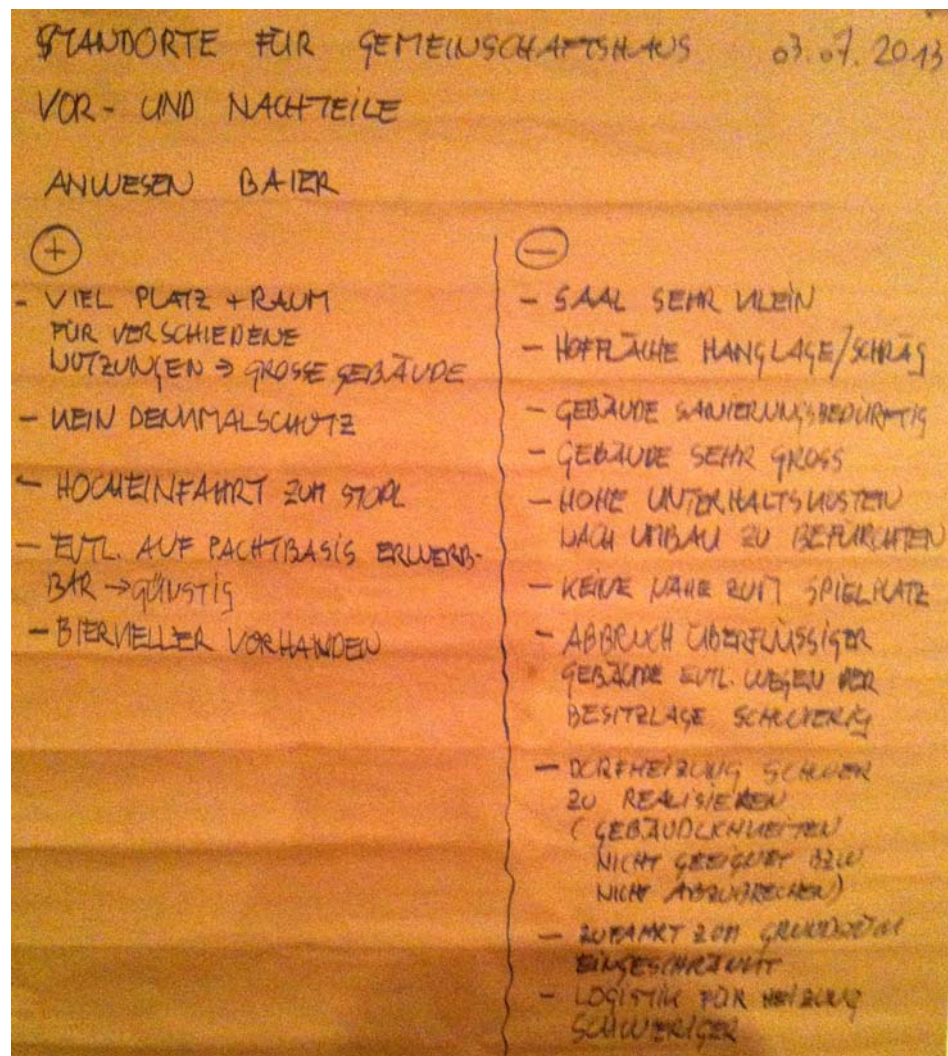 STANDORTE FÜR GEMEINSCHAFTSHAUS 03.07.2013
VOR- UND NACHTEILE
ANWESEN BAIER
+
- VIEL PLATZ + RAUM
FÜR VERSCHIEDENE
NUTZUNGEN → GROSSE GEBÄUDE
- KEIN DENKMALSCHUTZ
- HOCHEINFAHRT ZUM STODL
- EVTL. AUF PACHTBASIS ERWERB-
BAR → GÜNSTIG
- BIERKELLER VORHANDEN
-
- SAAL SEHR KLEIN
- HOFFLÄCHE HANGLAGE/SCHRÄG
- GEBÄUDE SANIERUNGSBEDÜRFTIG
- GEBÄUDE SEHR GROSS
- HOHE UNTERHALTSKOSTEN
NACH UMBAU ZU BEFÜRCHTEN
- KEINE NÄHE ZUM SPIELPLATZ
- ABBRUCH ÜBERFLÜSSIGER
GEBÄUDE EVTL. WEGEN DER
BESITZLAGE SCHWIERIG
- DORFHEIZUNG SCHWER
ZU REALISIEREN
(GEBÄUDLICHKEITEN
NICHT GEEIGNET BZW
NICHT ABZUBRECHEN)
- ZUFAHRT ZUM GRUNDSTÜCK
EINGESCHRÄNKT
- LOGISTIK FÜR HEIZUNG
SCHWIERIGER